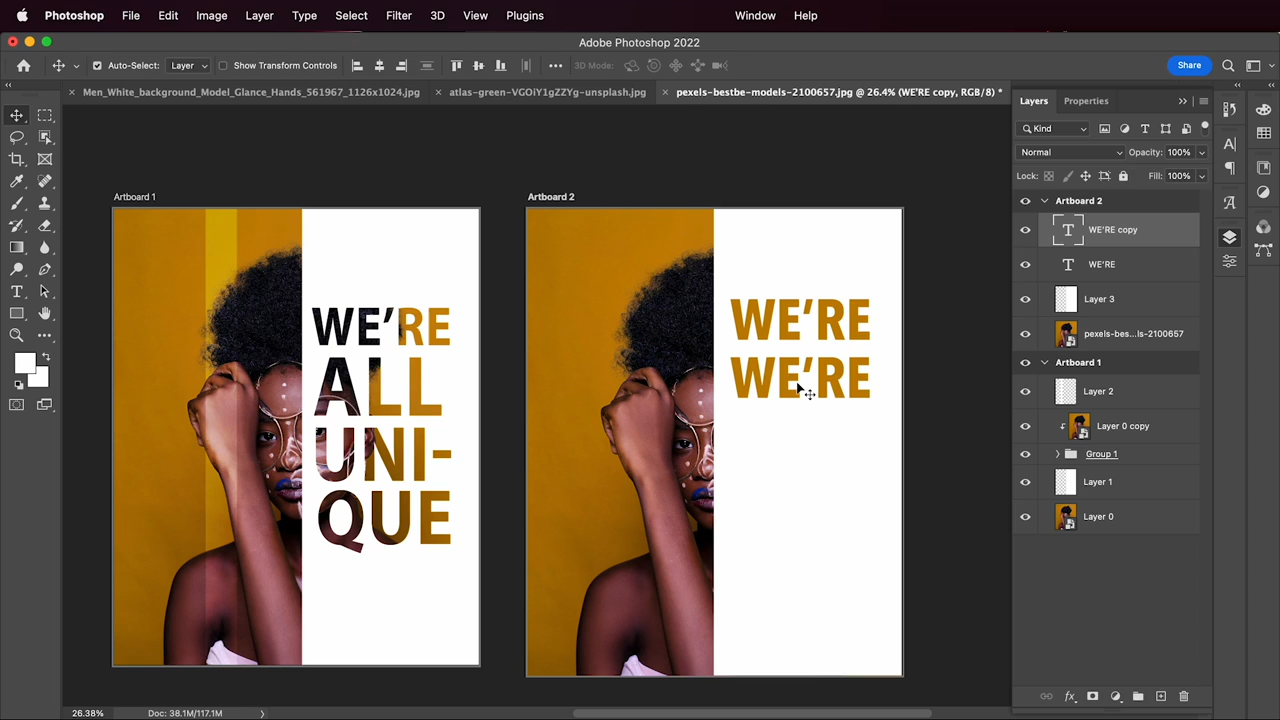 Photoshop File Edit Image Layer Type Select Filter 3D View Plugins Window Help
Adobe Photoshop 2022
Auto-Select: Layer Show Transform Controls 3D Mode: Share
Men_White_background_Model_Glance_Hands_561967_1126x1024.jpg atlas-green-VGOiY1gZZYg-unsplash.jpg pexels-bestbe-models-2100657.jpg @ 26.4% (WE'RE copy, RGB/8) *
Layers Properties
Kind
Normal Opacity: 100%
Lock: Fill: 100%
Artboard 1
Artboard 2
WE'RE
ALL
UNI-
QUE
WE'RE
WE'RE
Artboard 2
WE'RE copy
WE'RE
Layer 3
pexels-bes...ls-2100657
Artboard 1
Layer 2
Layer 0 copy
Group 1
Layer 1
Layer 0
26.38% Doc: 38.1M/117.1M